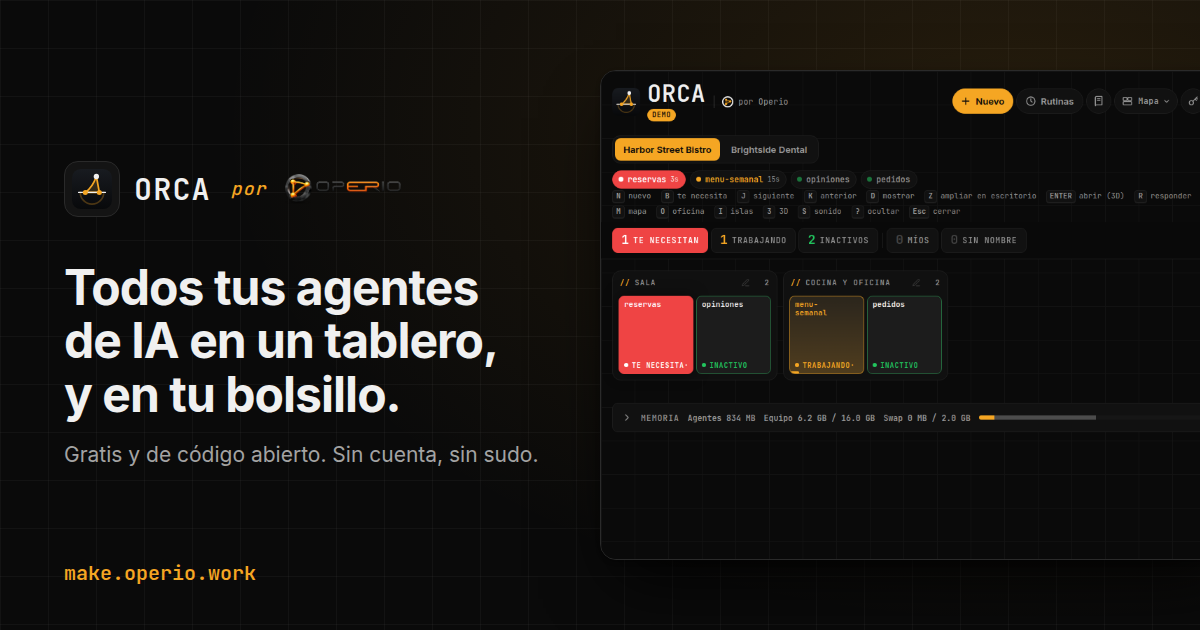 ORCA por OPERIO
Todos tus agentes
de IA en un tablero,
y en tu bolsillo.
Gratis y de código abierto. Sin cuenta, sin sudo.
make.operio.work
ORCA
DEMO
por Operio
+ Nuevo
Rutinas
Mapa
Harbor Street Bistro
Brightside Dental
reservas 3s
menu-semanal 15s
opiniones
pedidos
N nuevo B te necesita J siguiente K anterior D mostrar Z ampliar en escritorio ENTER abrir (3D) R responder
M mapa O oficina I islas 3 3D S sonido ? ocultar Esc cerrar
1 TE NECESITAN
1 TRABAJANDO
2 INACTIVOS
0 MÍOS
0 SIN NOMBRE
// SALA 2
reservas
TE NECESITA·
opiniones
INACTIVO
// COCINA Y OFICINA 2
menu-
semanal
TRABAJANDO·
pedidos
INACTIVO
MEMORIA Agentes 834 MB Equipo 6.2 GB / 16.0 GB Swap 0 MB / 2.0 GB